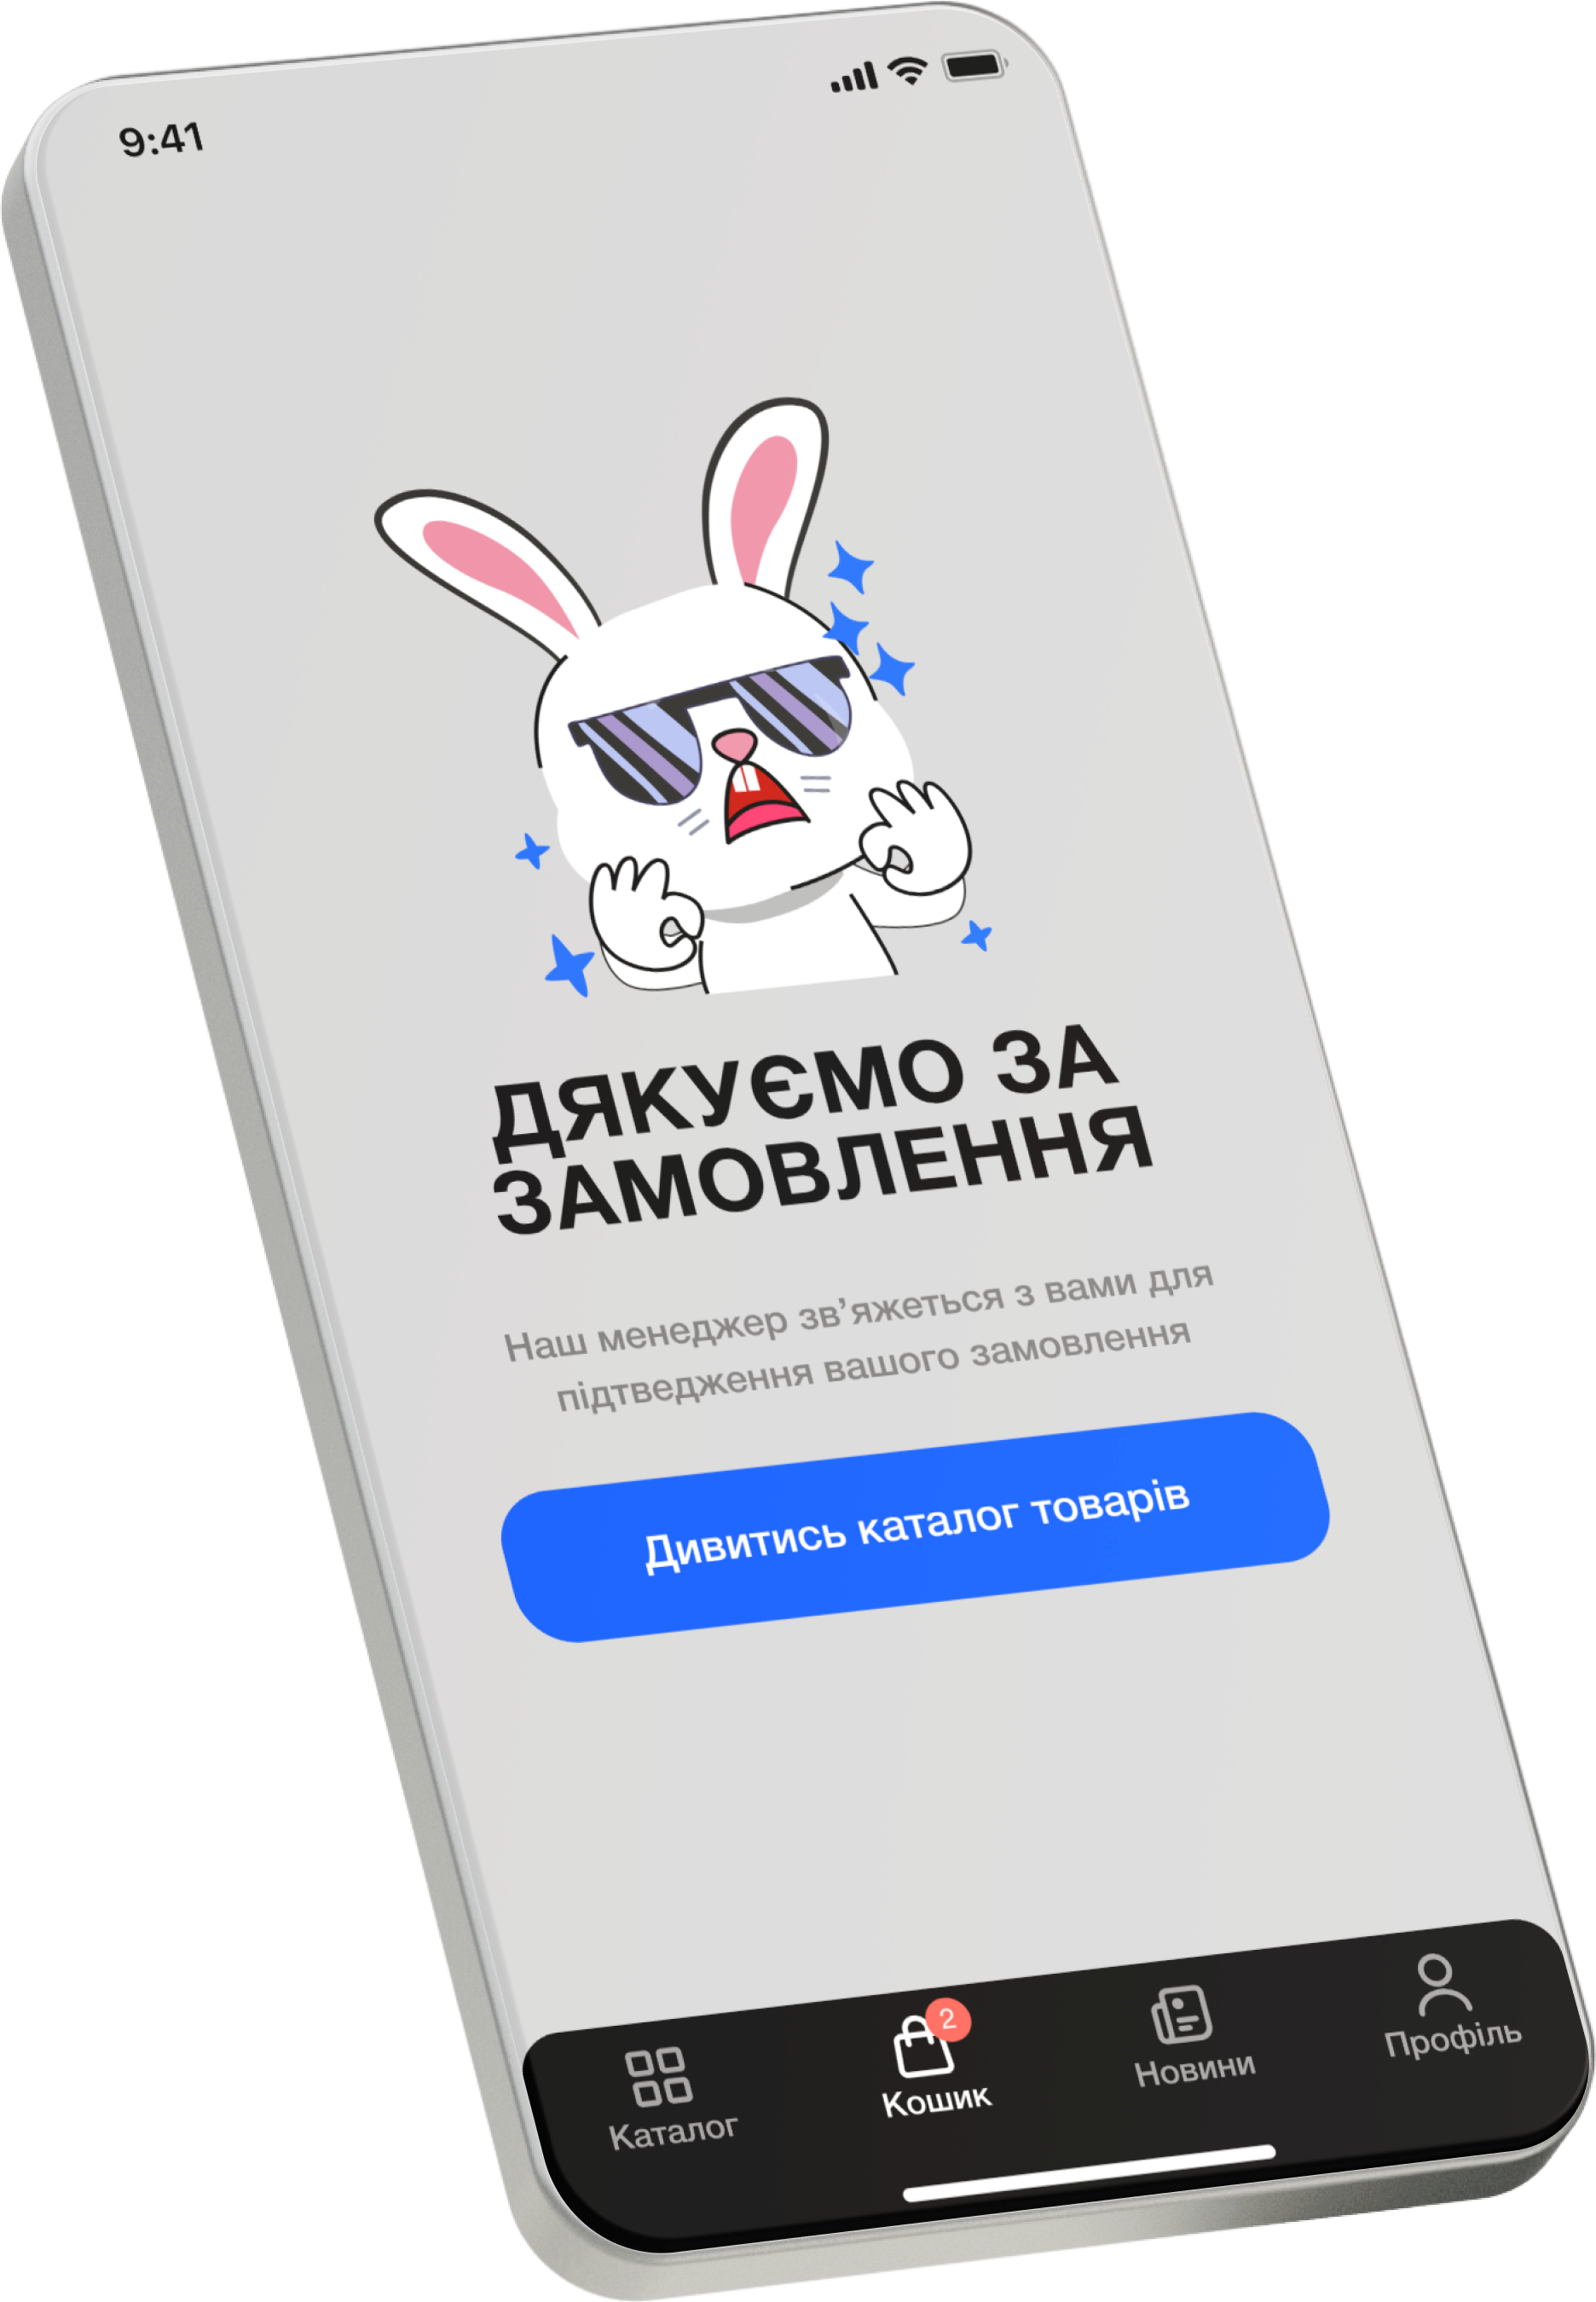 9:41
ДЯКУЄМО ЗА
ЗАМОВЛЕННЯ
Наш менеджер зв’яжеться з вами для
підтведження вашого замовлення
Дивитись каталог товарів
2
Каталог
Кошик
Новини
Профіль